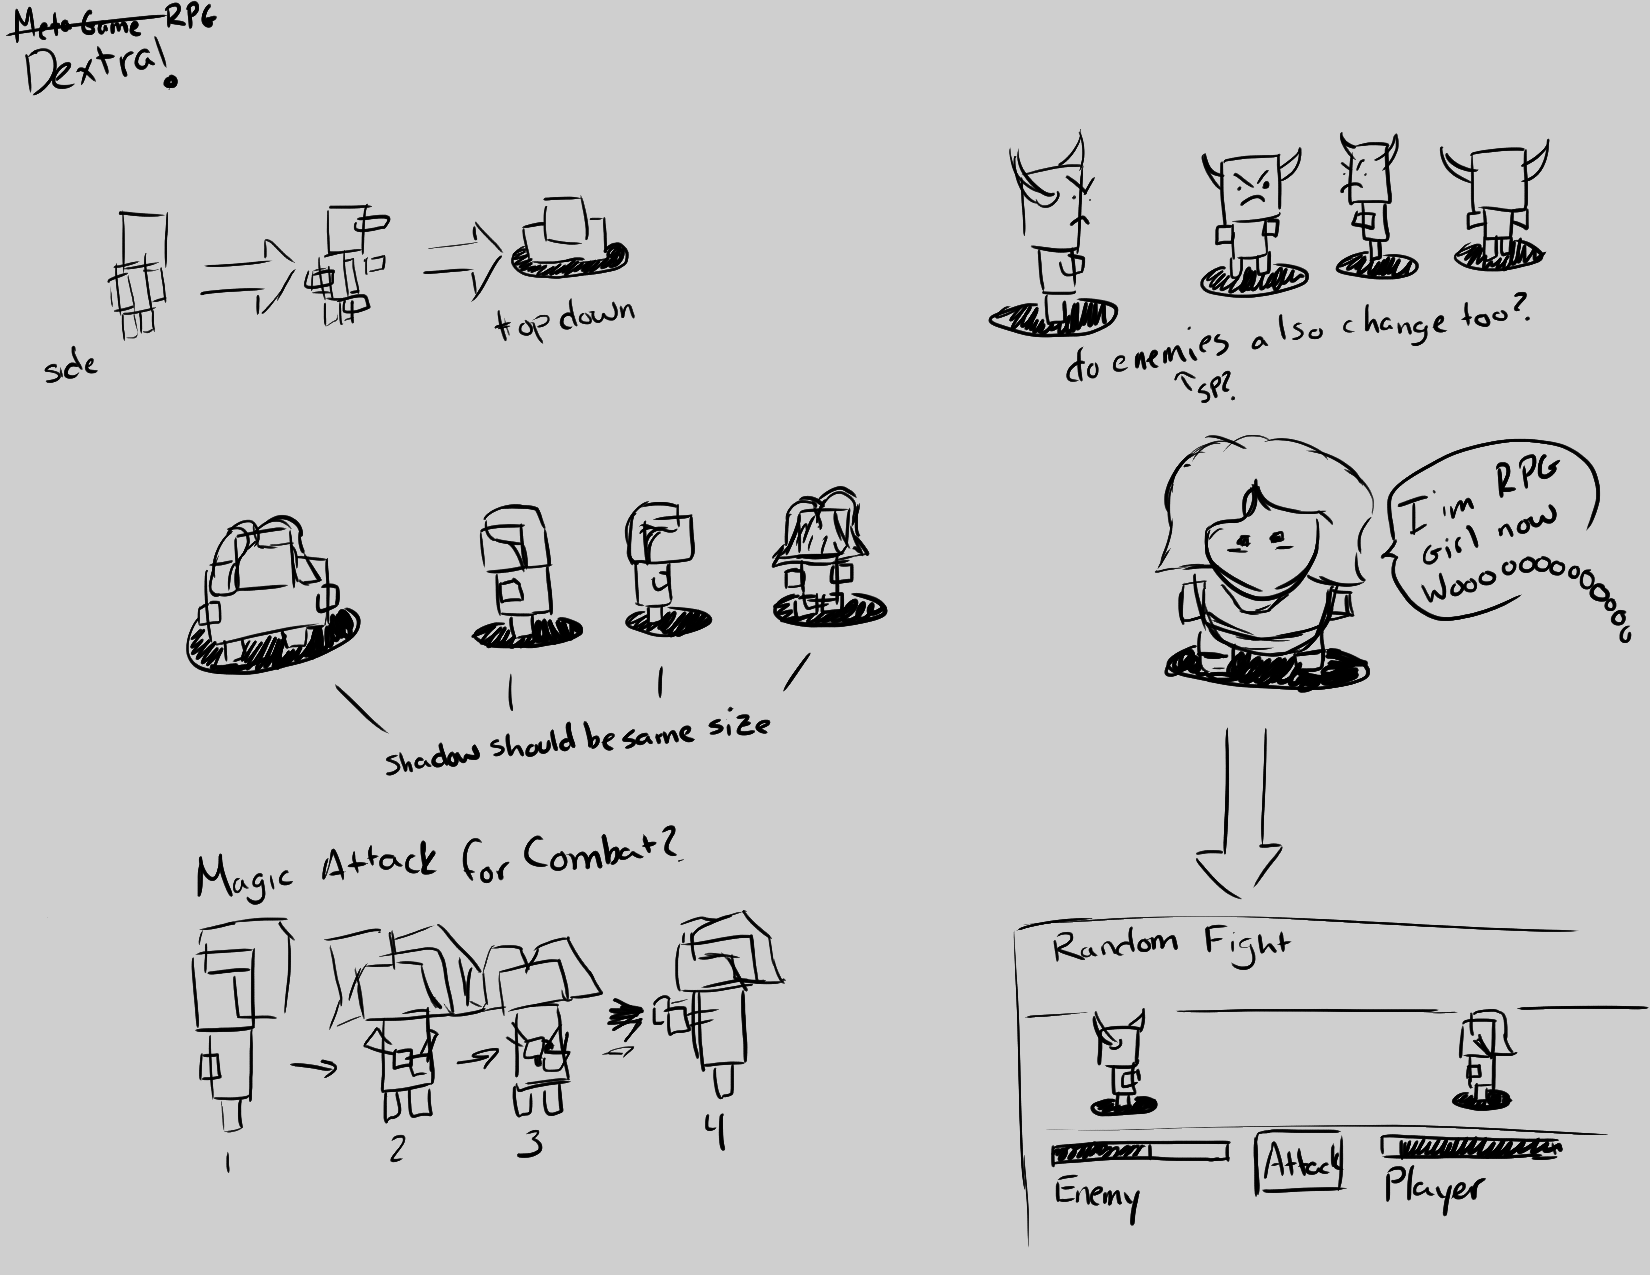 Meta Game RPG
Dextra!
side
top down
do enemies also change too?
SP?
I'm RPG
Girl now
Wooooooooooooo
shadow should be same size
Magic Attack for Combat?
1
2
3
4
Random Fight
Enemy
Attack
Player